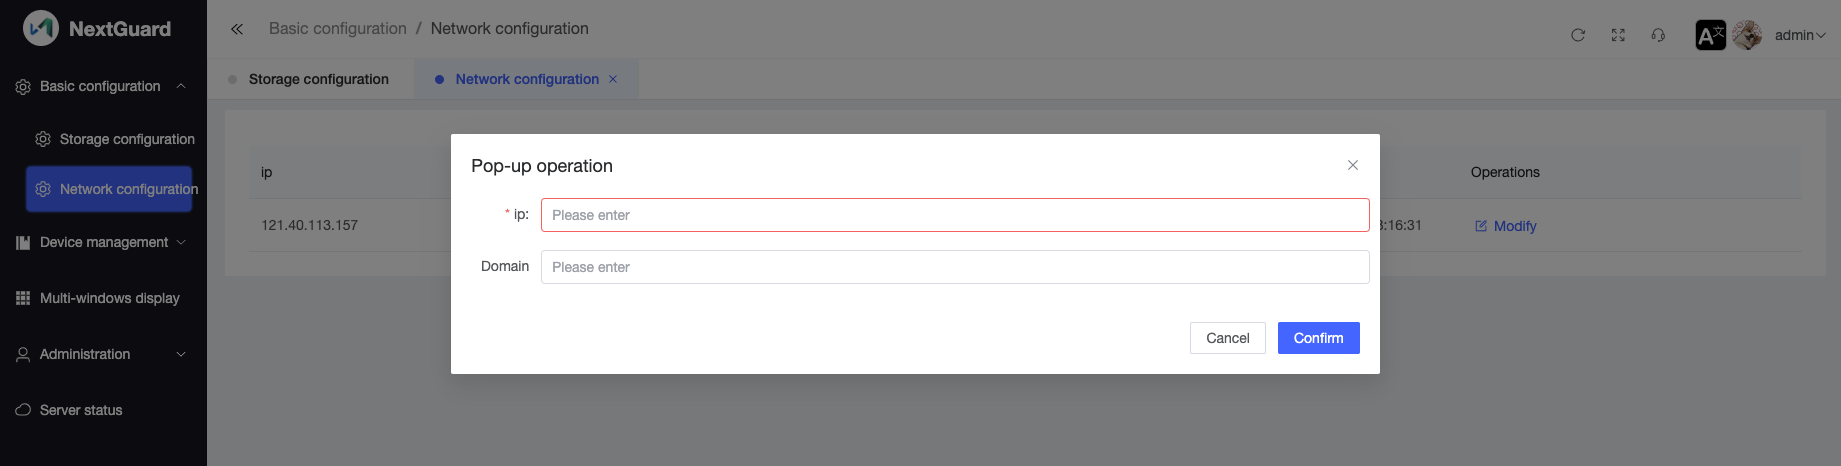 NextGuard
Basic configuration / Network configuration
admin
Basic configuration
Storage configuration
Network configuration
Device management
Multi-windows display
Administration
Server status
Storage configuration
Network configuration
ip
Operations
121.40.113.157
:16:31
Modify
Pop-up operation
* ip:
Please enter
Domain
Please enter
Cancel
Confirm